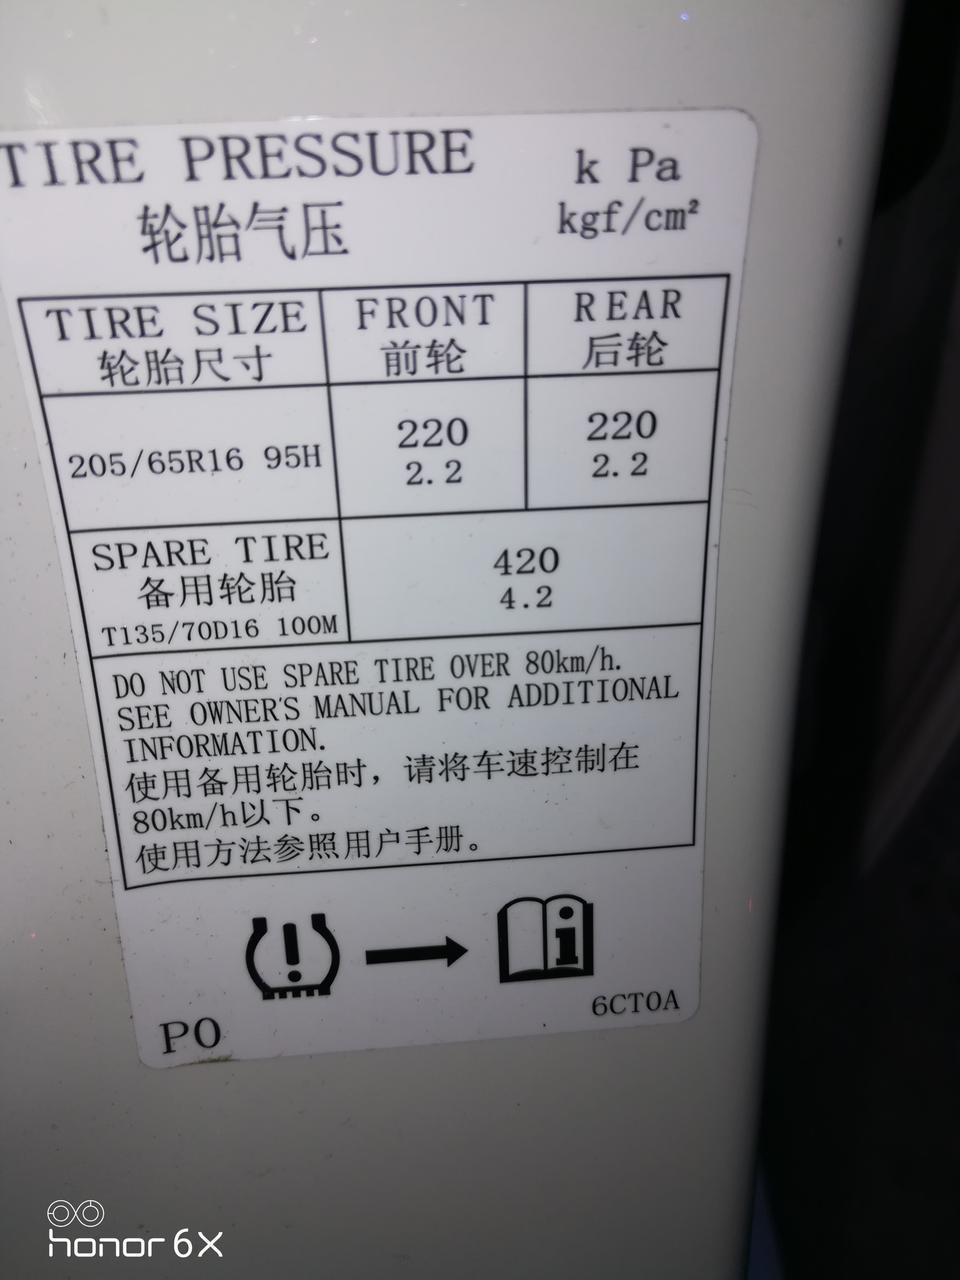 TIRE PRESSURE
轮胎气压
k Pa
kgf/cm²
TIRE SIZE
轮胎尺寸
FRONT
前轮
REAR
后轮
205/65R16 95H
220
2.2
220
2.2
SPARE TIRE
备用轮胎
T135/70D16 100M
420
4.2
DO NOT USE SPARE TIRE OVER 80km/h.
SEE OWNER'S MANUAL FOR ADDITIONAL
INFORMATION.
使用备用轮胎时，请将车速控制在
80km/h以下。
使用方法参照用户手册。
P0
6CT0A
honor 6X